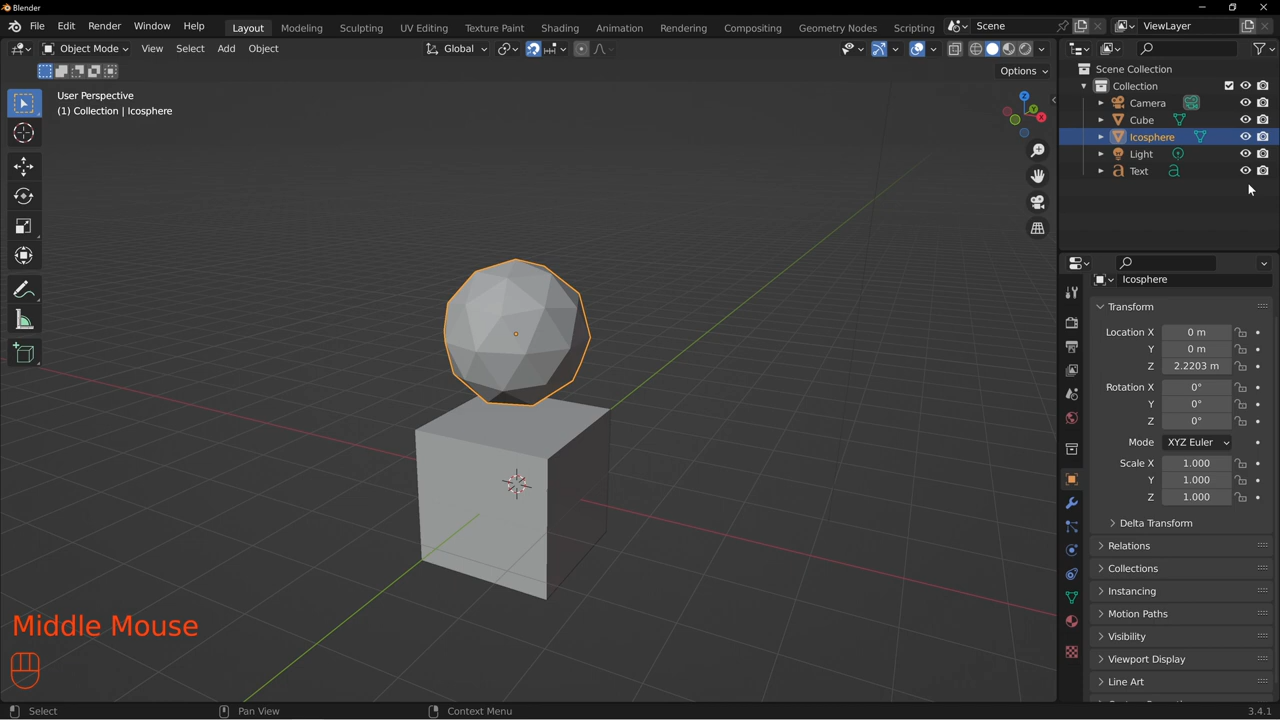 Blender
File Edit Render Window Help Layout Modeling Sculpting UV Editing Texture Paint Shading Animation Rendering Compositing Geometry Nodes Scripting Scene ViewLayer
Object Mode View Select Add Object Global
Options
User Perspective
(1) Collection | Icosphere
Scene Collection
Collection
Camera
Cube
Icosphere
Light
Text
Icosphere
Transform
Location X 0 m
Y 0 m
Z 2.2203 m
Rotation X 0°
Y 0°
Z 0°
Mode XYZ Euler
Scale X 1.000
Y 1.000
Z 1.000
Delta Transform
Relations
Collections
Instancing
Motion Paths
Visibility
Viewport Display
Line Art
Middle Mouse
Select Pan View Context Menu 3.4.1